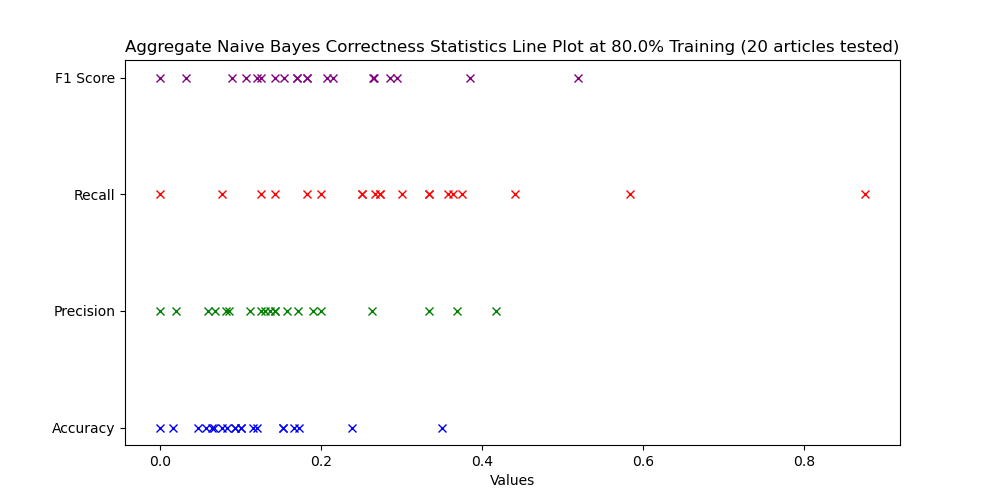 Aggregate Naive Bayes Correctness Statistics Line Plot at 80.0% Training (20 articles tested)
F1 Score
Recall
Precision
Accuracy
0.0 0.2 0.4 0.6 0.8
Values